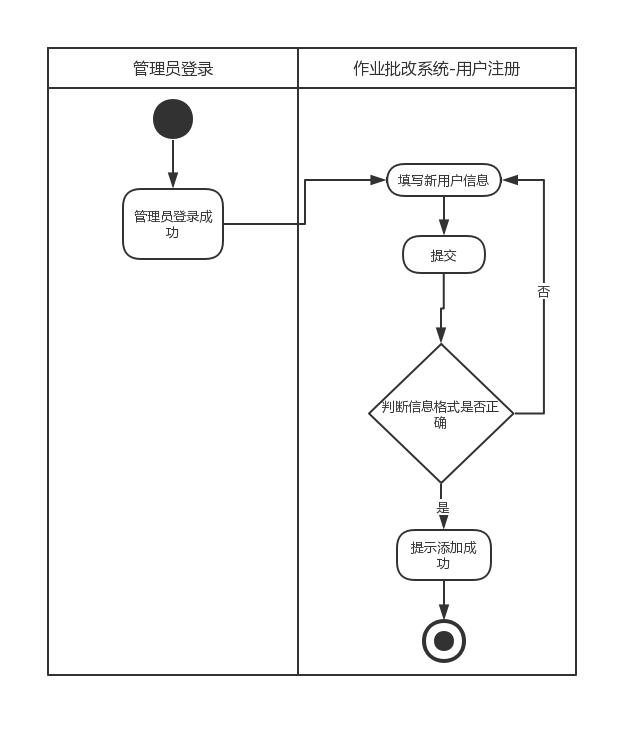 管理员登录
作业批改系统-用户注册
填写新用户信息
管理员登录成
功
提交
否
判断信息格式是否正
确
是
提示添加成
功